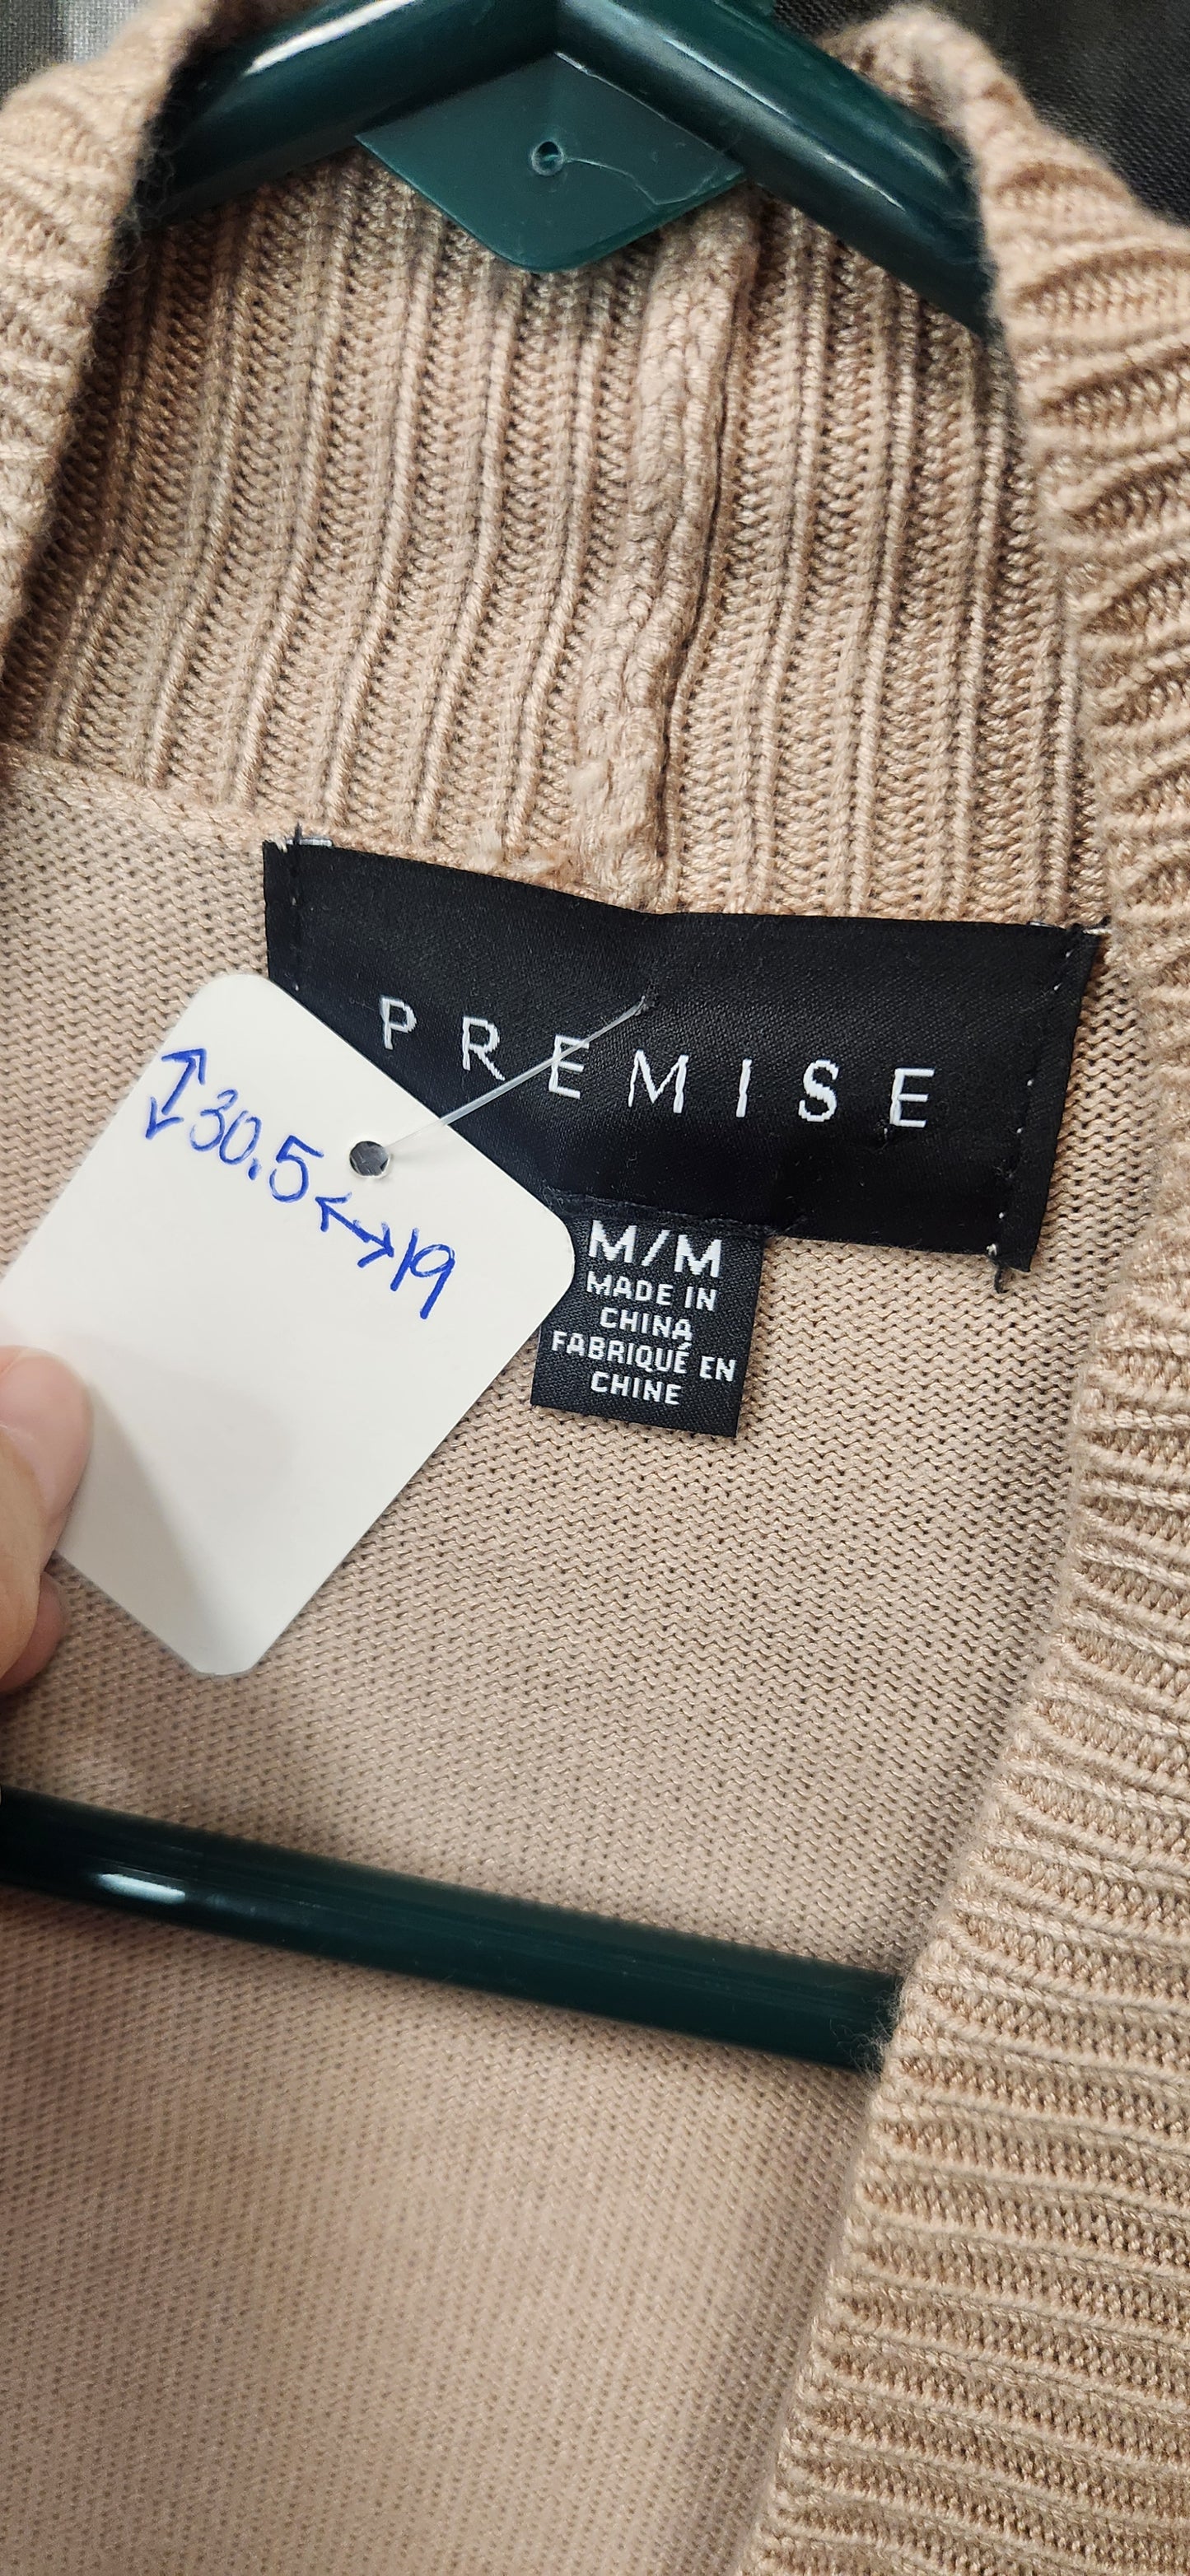 PREMISE
↕30.5 ↔19
M/M
MADE IN
CHINA
FABRIQUÉ EN
CHINE